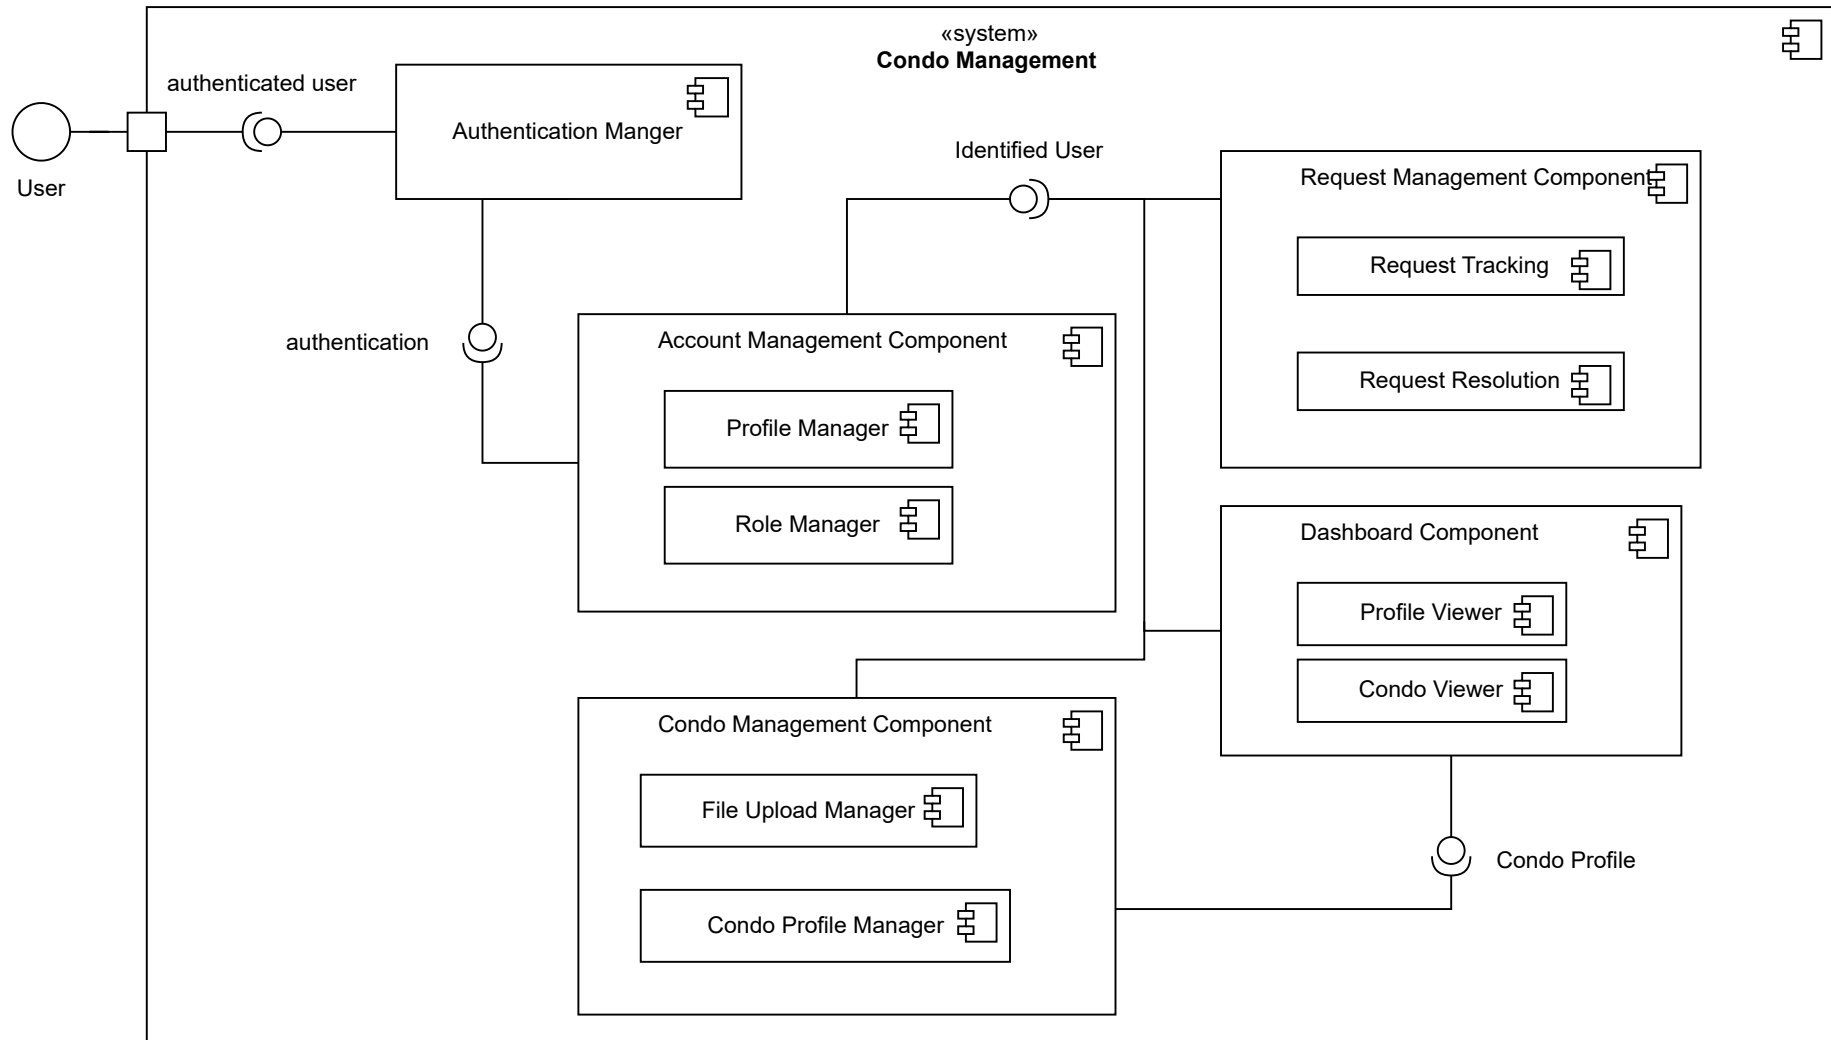 «system»
Condo Management
authenticated user
Authentication Manger
User
Identified User
Request Management Component
Request Tracking
Request Resolution
authentication
Account Management Component
Profile Manager
Role Manager
Dashboard Component
Profile Viewer
Condo Viewer
Condo Management Component
File Upload Manager
Condo Profile Manager
Condo Profile